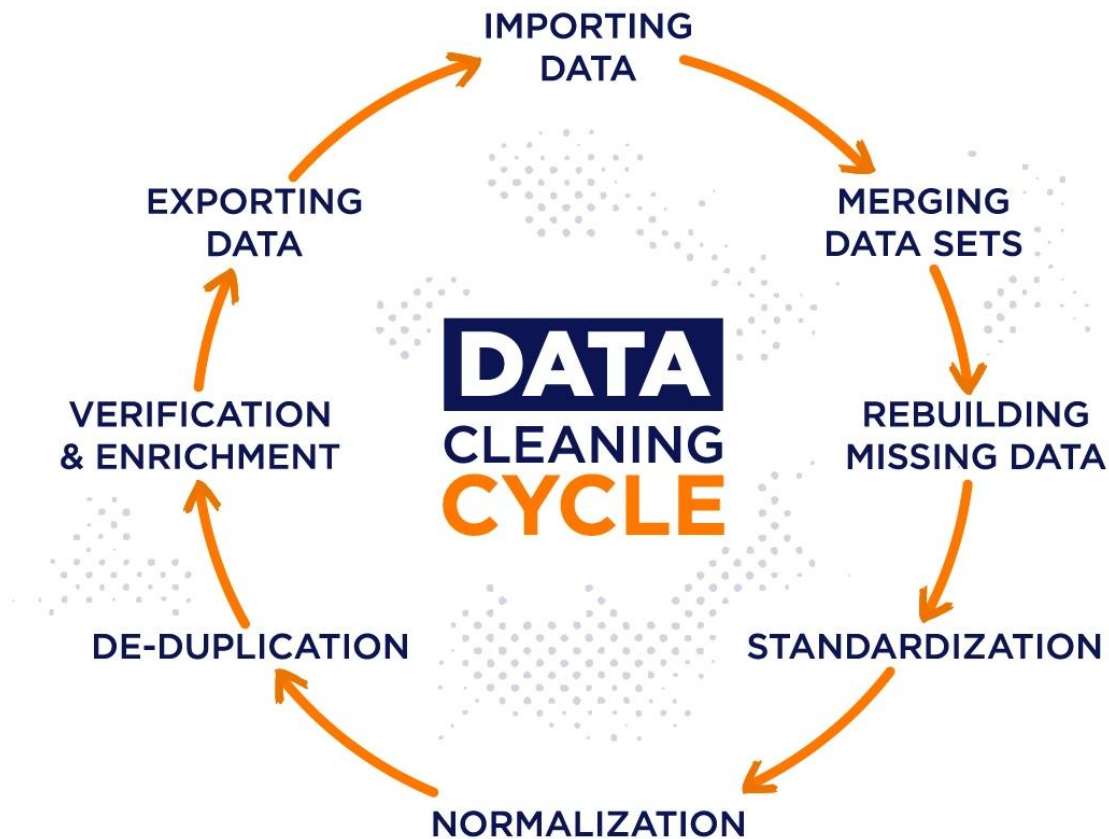 IMPORTING
DATA
MERGING
DATA SETS
REBUILDING
MISSING DATA
STANDARDIZATION
NORMALIZATION
DE-DUPLICATION
VERIFICATION
& ENRICHMENT
EXPORTING
DATA
DATA
CLEANING
CYCLE